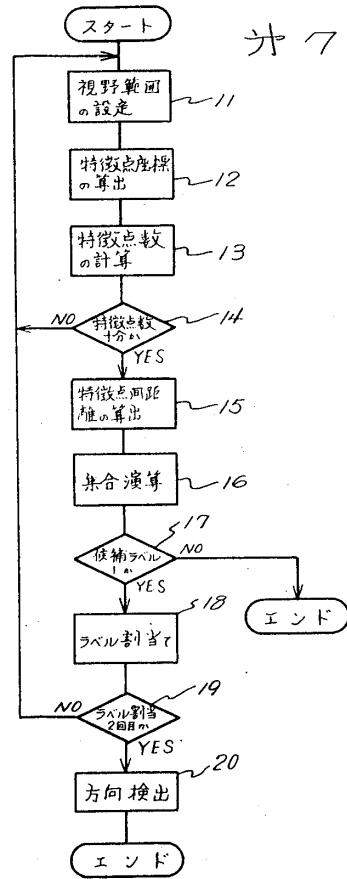 スタート
才7
視野範囲
の設定
11
特徴点座標
の算出
12
特徴点数
の計算
13
特徴点数
十分か
14
NO
YES
特徴点間距
離の算出
15
集合演算
16
候補ラベル
1か
17
NO
YES
エンド
ラベル割当て
18
ラベル割当
2回目か
19
NO
YES
方向検出
20
エンド